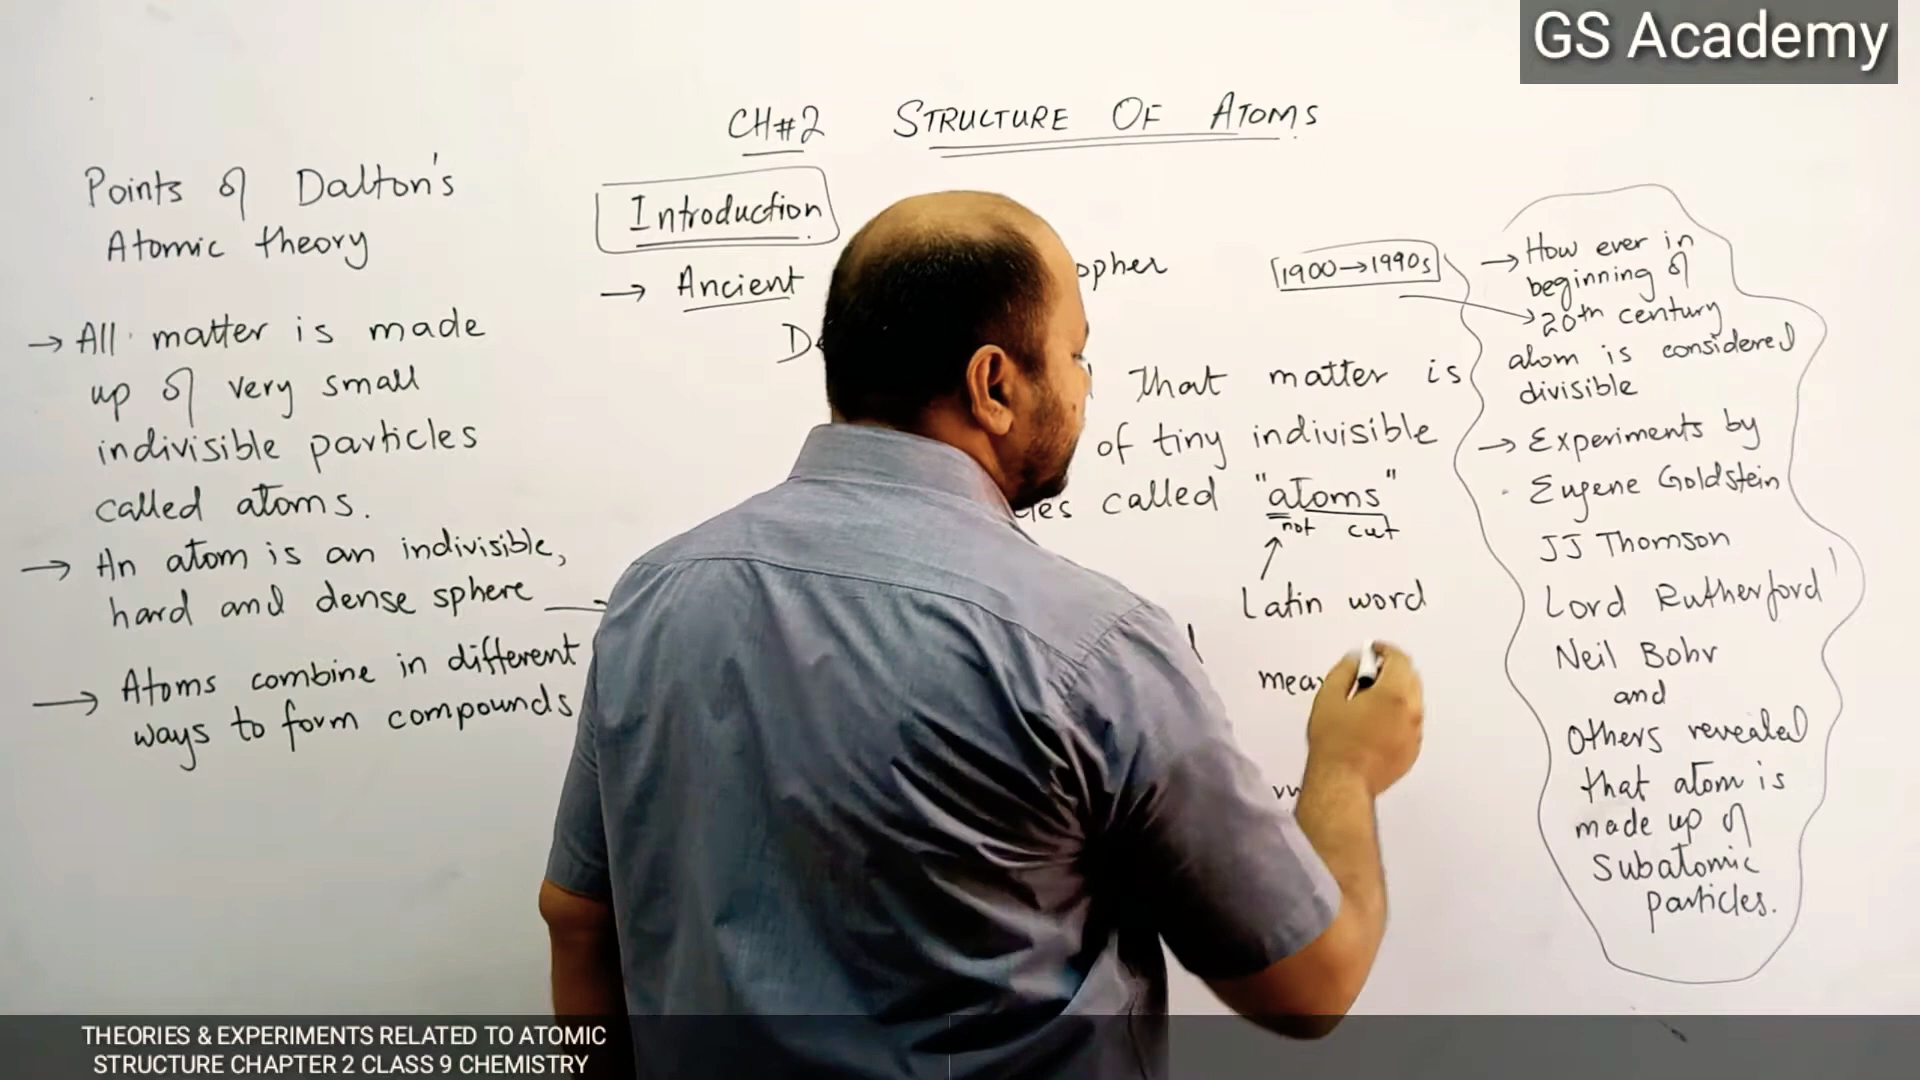 GS Academy
CH#2 STRUCTURE OF ATOMS
Points of Dalton's
Atomic theory
→ All matter is made
up of very small
indivisible particles
called atoms.
→ An atom is an indivisible,
hard and dense sphere
→ Atoms combine in different
ways to form compounds
Introduction
→ Ancient
that matter is
of tiny indivisible
called "atoms"
not cut
Latin word
[1900→1990s]
→ How ever in
beginning of
→ 20th century
atom is considered
divisible
→ Experiments by
Eugene Goldstein
JJ Thomson
Lord Rutherford
Neil Bohr
and
Others revealed
that atom is
made up of
Subatomic
particles.
THEORIES & EXPERIMENTS RELATED TO ATOMIC
STRUCTURE CHAPTER 2 CLASS 9 CHEMISTRY